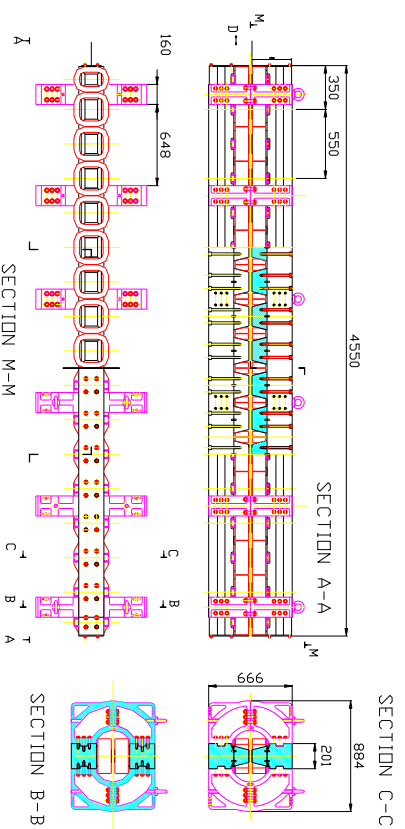 M
D
350
550
4550
SECTION A-A
M
160
648
A
SECTION M-M
C
C
B
B
A
666
884
201
SECTION C-C
SECTION B-B